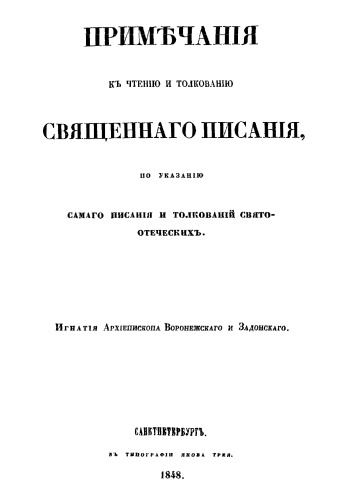 ПРИМѢЧАНІЯ
КЪ ЧТЕНІЮ И ТОЛКОВАНІЮ
СВЯЩЕННАГО ПИСАНІЯ,
ПО УКАЗАНІЮ
САМАГО ПИСАНІЯ И ТОЛКОВАНІЙ СВЯТО-
ОТЕЧЕСКИХЪ.
Игнатія Архіепископа Воронежскаго и Задонскаго.
САНКТПЕТЕРБУРГЪ.
ВЪ ТИПОГРАФІИ ЯКОВА ТРЕЯ.
1848.